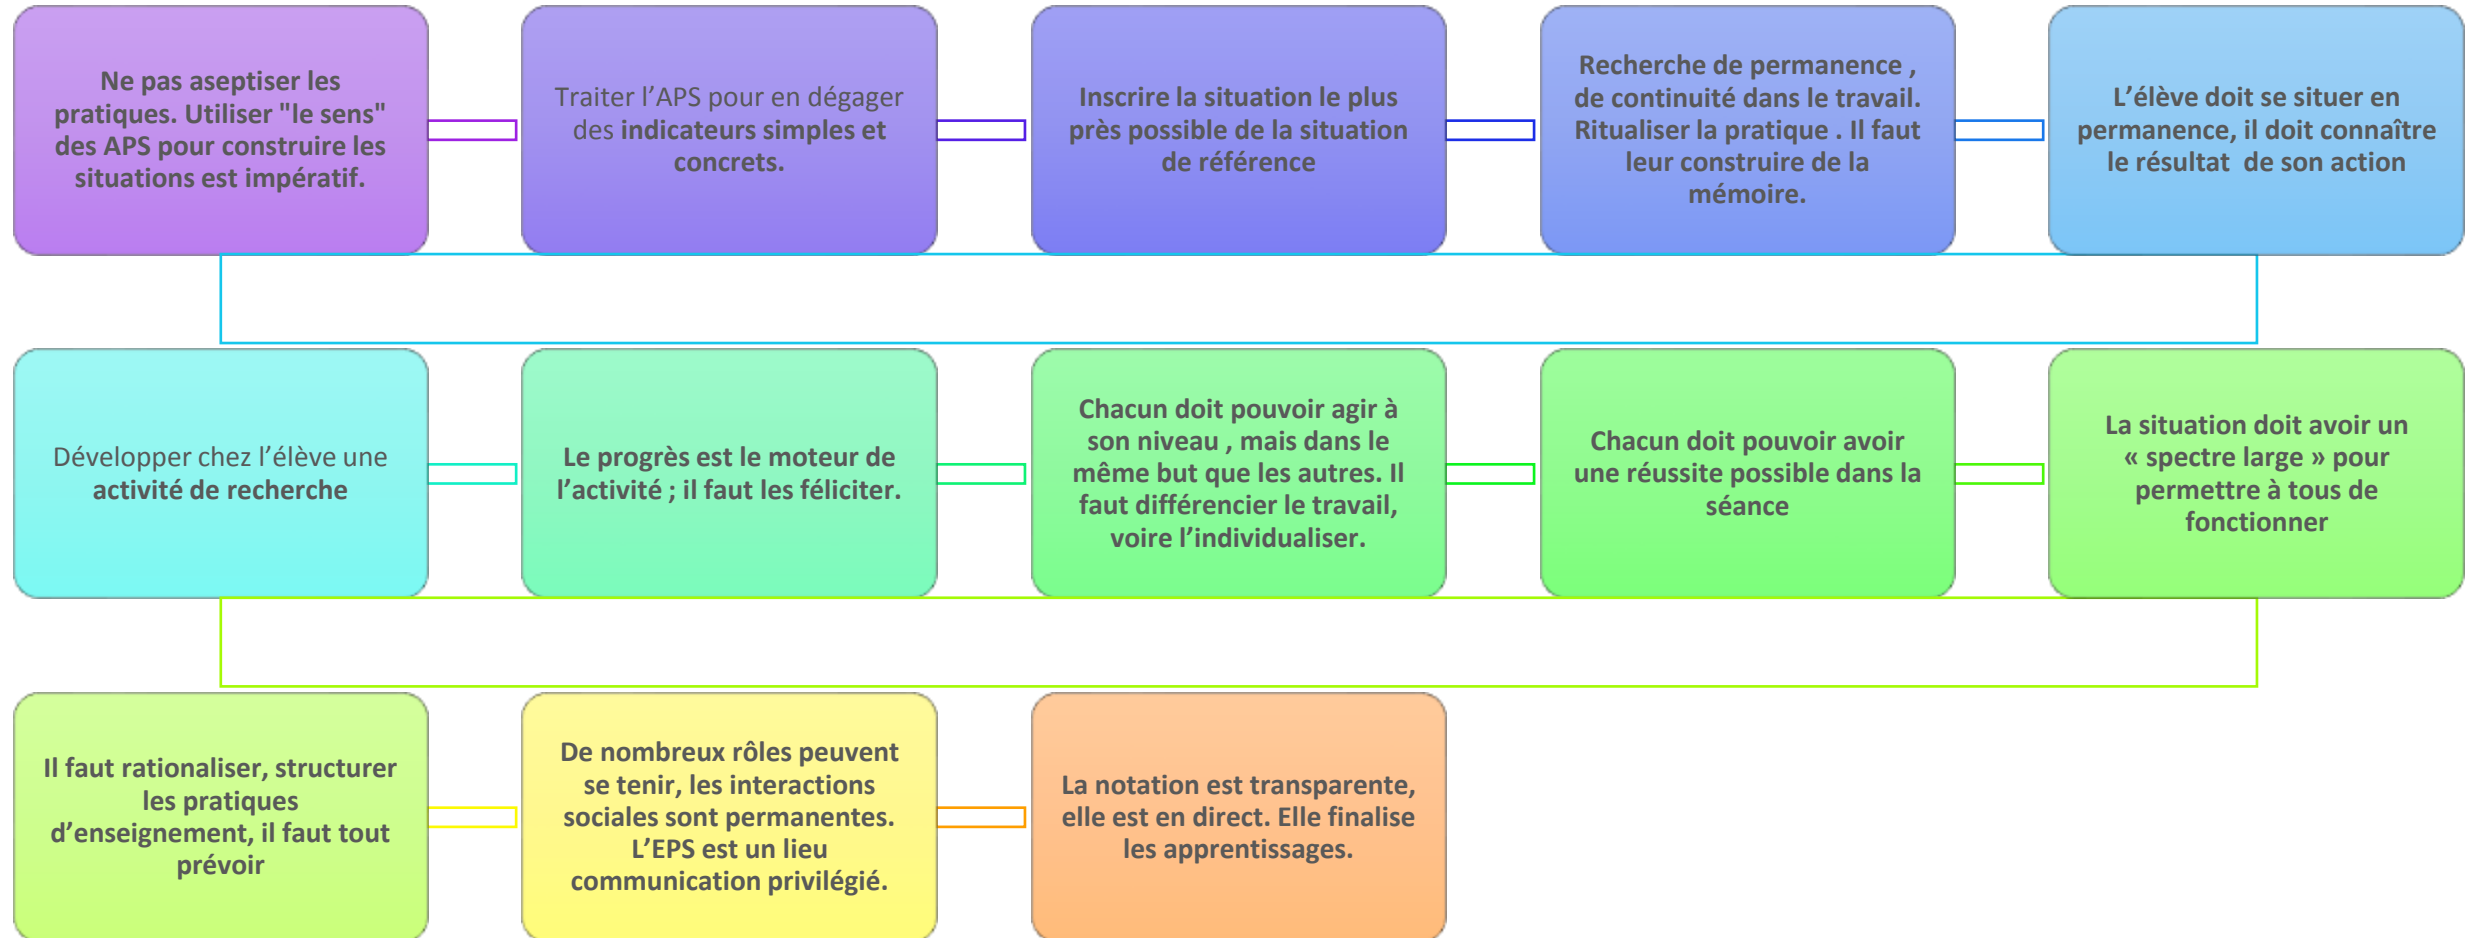 Ne pas aseptiser les
pratiques. Utiliser "le sens"
des APS pour construire les
situations est impératif.
Traiter l’APS pour en dégager
des indicateurs simples et
concrets.
Inscrire la situation le plus
près possible de la situation
de référence
Recherche de permanence ,
de continuité dans le travail.
Ritualiser la pratique . Il faut
leur construire de la
mémoire.
L’élève doit se situer en
permanence, il doit connaître
le résultat  de son action
Développer chez l’élève une
activité de recherche
Le progrès est le moteur de
l’activité ; il faut les féliciter.
Chacun doit pouvoir agir à
son niveau , mais dans le
même but que les autres. Il
faut différencier le travail,
voire l’individualiser.
Chacun doit pouvoir avoir
une réussite possible dans la
séance
La situation doit avoir un
« spectre large » pour
permettre à tous de
fonctionner
Il faut rationaliser, structurer
les pratiques
d’enseignement, il faut tout
prévoir
De nombreux rôles peuvent
se tenir, les interactions
sociales sont permanentes.
L’EPS est un lieu
communication privilégié.
La notation est transparente,
elle est en direct. Elle finalise
les apprentissages.